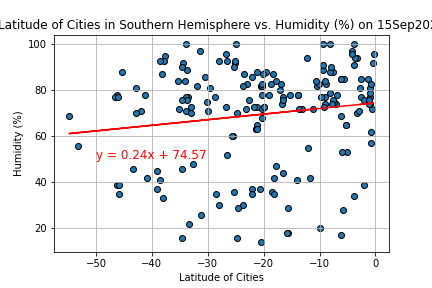 Latitude of Cities in Southern Hemisphere vs. Humidity (%) on 15Sep202
Humidity (%)
100
80
60
40
20
y = 0.24x + 74.57
−50 −40 −30 −20 −10 0
Latitude of Cities